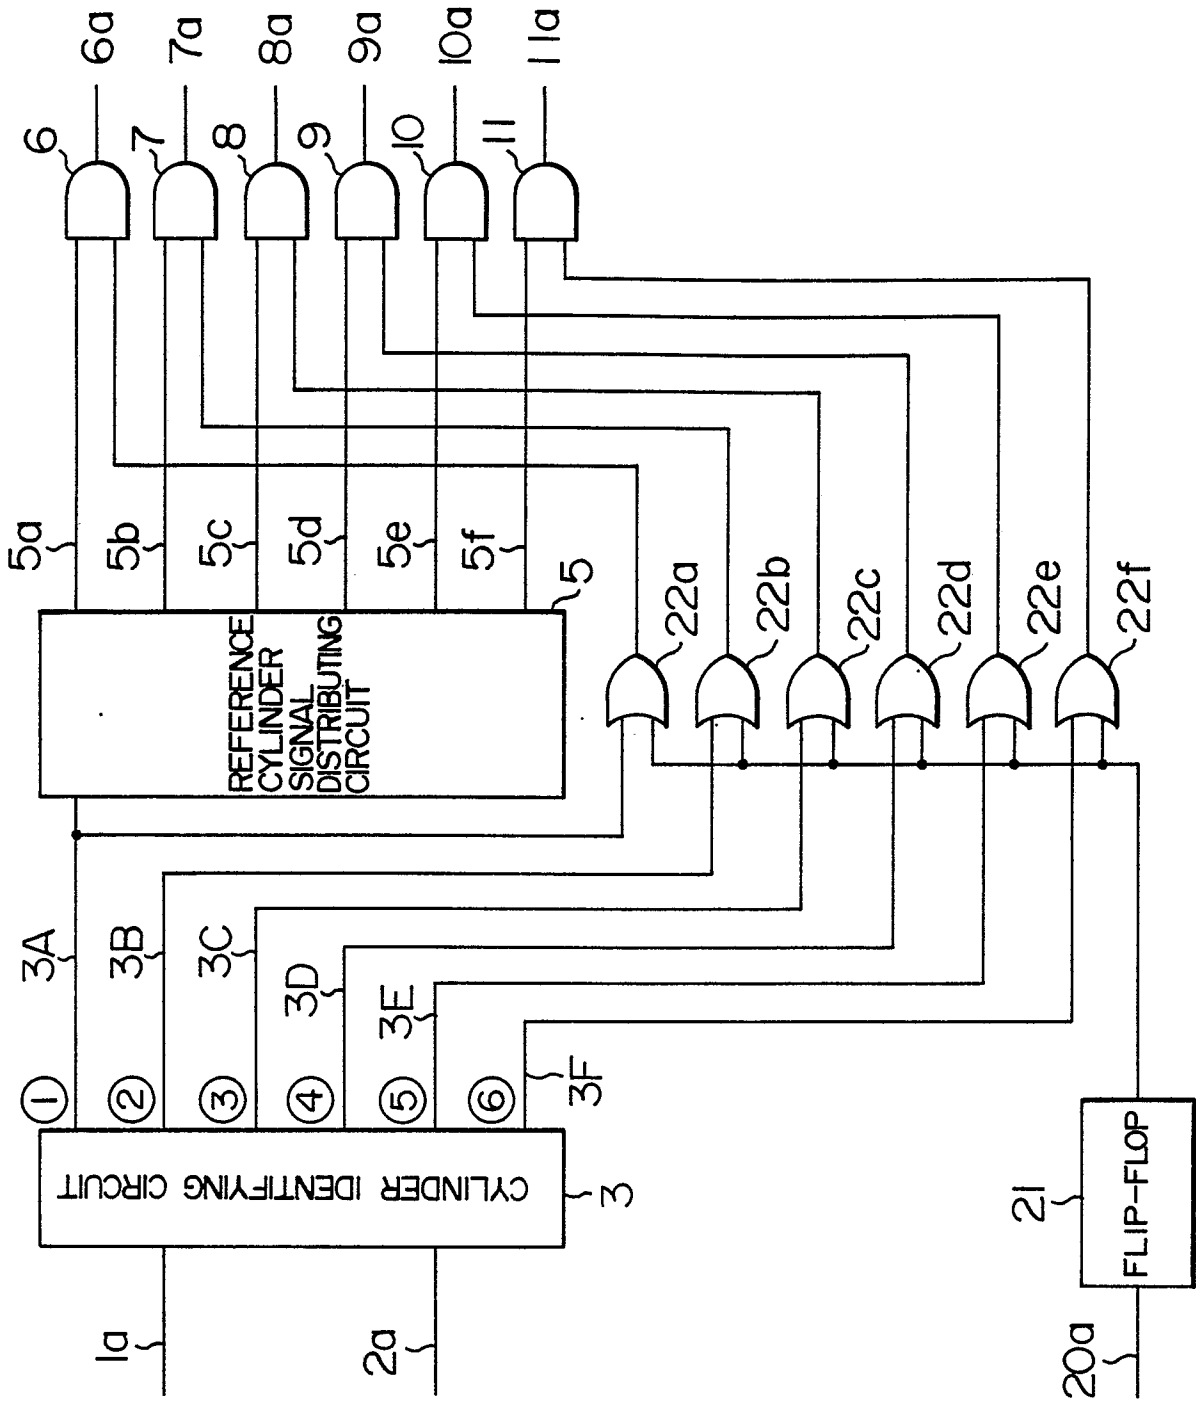 6a
7a
8a
9a
10a
11a
6
7
8
9
10
11
5a
5b
5c
5d
5e
5f
5
REFERENCE
CYLINDER
SIGNAL
DISTRIBUTING
CIRCUIT
22a
22b
22c
22d
22e
22f
3A
3B
3C
3D
3E
3F
①
②
③
④
⑤
⑥
CYLINDER IDENTIFYING CIRCUIT
3
21
FLIP-FLOP
1a
2a
20a